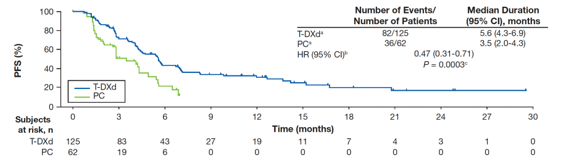 Number of Events/ Median Duration
Number of Patients (95% CI), months
T-DXdᵃ 82/125 5.6 (4.3-6.9)
PCᵃ 36/62 3.5 (2.0-4.3)
HR (95% CI)ᵇ 0.47 (0.31-0.71)
P = 0.0003ᶜ
PFS (%)
100
80
60
40
20
0
T-DXd
PC
0 3 6 9 12 15 18 21 24 27 30
Time (months)
Subjects
at risk, n
T-DXd 125 83 43 27 19 11 7 4 3 1 0
PC 62 19 6 0 0 0 0 0 0 0 0